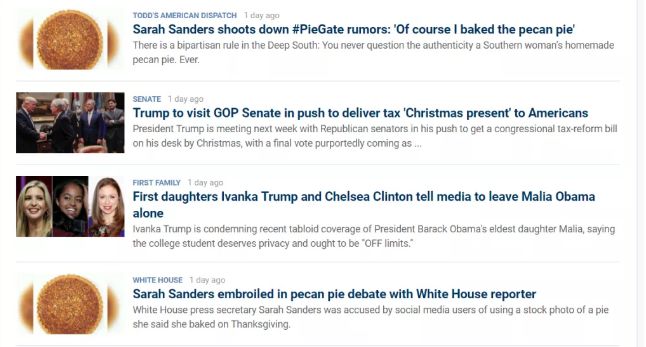 TODD'S AMERICAN DISPATCH 1 day ago
Sarah Sanders shoots down #PieGate rumors: 'Of course I baked the pecan pie'
There is a bipartisan rule in the Deep South: You never question the authenticity a Southern woman's homemade
pecan pie. Ever.
SENATE 1 day ago
Trump to visit GOP Senate in push to deliver tax 'Christmas present' to Americans
President Trump is meeting next week with Republican senators in his push to get a congressional tax-reform bill
on his desk by Christmas, with a final vote purportedly coming as ...
FIRST FAMILY 1 day ago
First daughters Ivanka Trump and Chelsea Clinton tell media to leave Malia Obama
alone
Ivanka Trump is condemning recent tabloid coverage of President Barack Obama's eldest daughter Malia, saying
the college student deserves privacy and ought to be "OFF limits."
WHITE HOUSE 1 day ago
Sarah Sanders embroiled in pecan pie debate with White House reporter
White House press secretary Sarah Sanders was accused by social media users of using a stock photo of a pie
she said she baked on Thanksgiving.